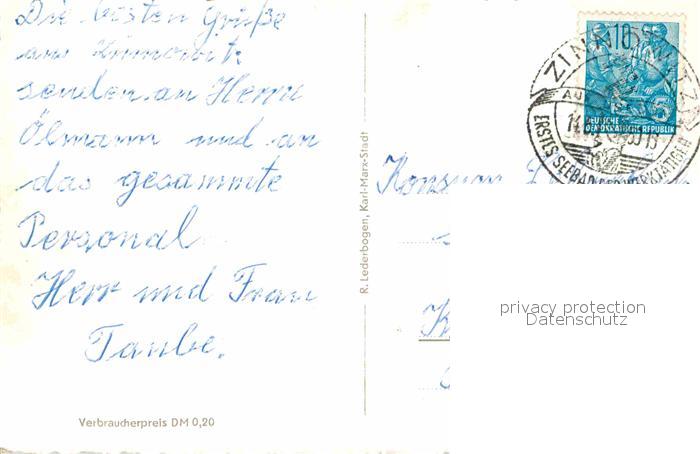 Die besten Grüße
aus Zinnowitz
senden an Herrn
Ölmann und an
das gesammte
Personal
Herr und Frau
Taube.
Verbraucherpreis DM 0,20
R. Lederbogen, Karl-Marx-Stadt
10
DEUTSCHE
DEMOKRATISCHE REPUBLIK
ZINNOWITZ
ERSTES SEEBAD DER WERKTÄTIGEN
Konsum
privacy protection
Datenschutz